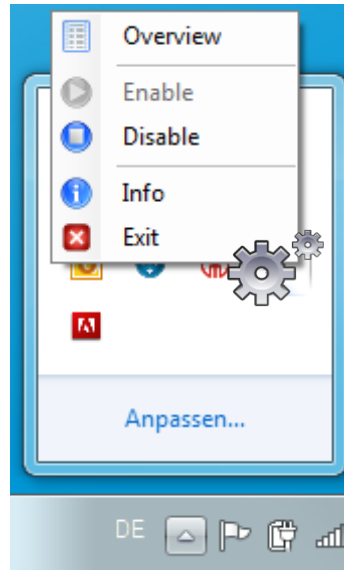 Overview
Enable
Disable
Info
Exit
Anpassen...
DE